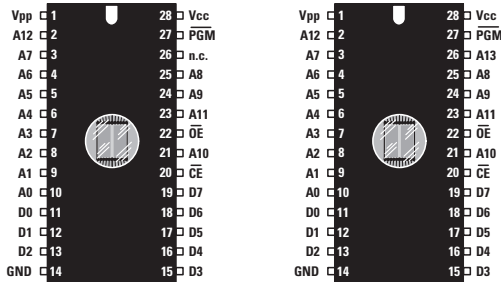 Vpp 1 28 Vcc Vpp 1 28 Vcc
A12 2 27 PGM A12 2 27 PGM
A7 3 26 n.c. A7 3 26 A13
A6 4 25 A8 A6 4 25 A8
A5 5 24 A9 A5 5 24 A9
A4 6 23 A11 A4 6 23 A11
A3 7 22 OE A3 7 22 OE
A2 8 21 A10 A2 8 21 A10
A1 9 20 CE A1 9 20 CE
A0 10 19 D7 A0 10 19 D7
D0 11 18 D6 D0 11 18 D6
D1 12 17 D5 D1 12 17 D5
D2 13 16 D4 D2 13 16 D4
GND 14 15 D3 GND 14 15 D3